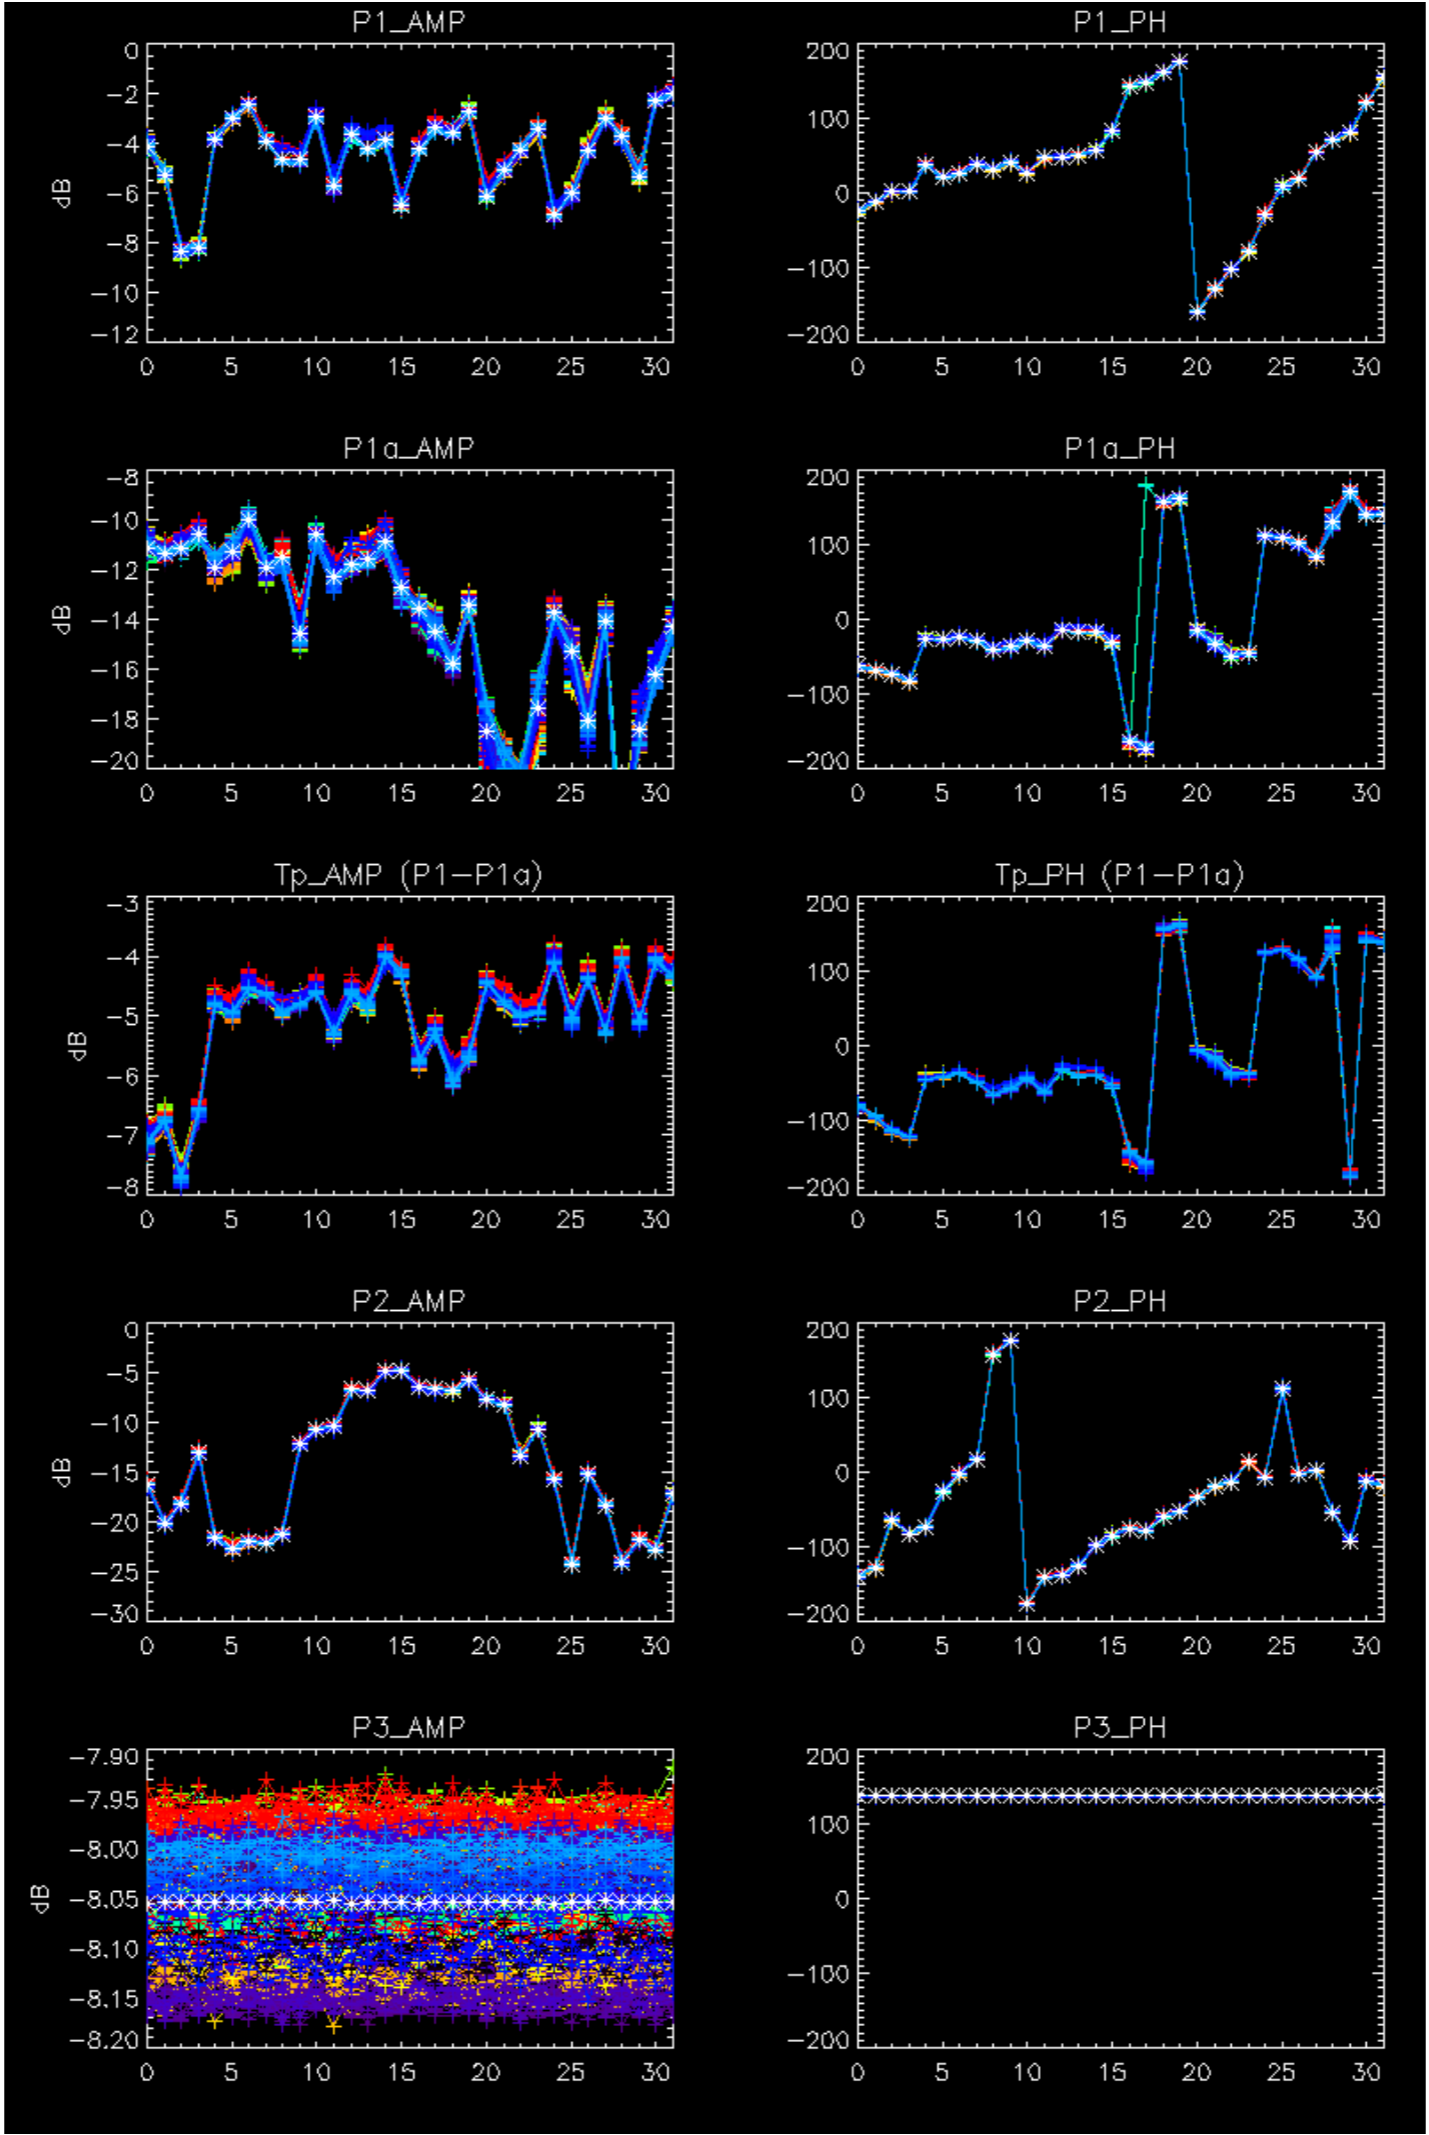 P1_AMP P1_PH
0 200
−2
−4 100
dB
−6 0
−8
−100
−10
−12 −200
0 5 10 15 20 25 30 0 5 10 15 20 25 30
P1a_AMP P1a_PH
−8 200
−10
−12 100
dB
−14 0
−16
−100
−18
−20 −200
0 5 10 15 20 25 30 0 5 10 15 20 25 30
Tp_AMP (P1−P1a) Tp_PH (P1−P1a)
−3 200
−4 100
−5 0
dB
−6
−7 −100
−8 −200
0 5 10 15 20 25 30 0 5 10 15 20 25 30
P2_AMP P2_PH
0 200
−5
−10 100
dB
−15 0
−20
−100
−25
−30 −200
0 5 10 15 20 25 30 0 5 10 15 20 25 30
P3_AMP P3_PH
−7.90 200
−7.95
−8.00 100
dB
−8.05 0
−8.10
−100
−8.15
−8.20 −200
0 5 10 15 20 25 30 0 5 10 15 20 25 30